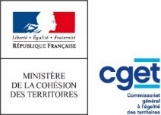 Liberté • Égalité • Fraternité
RÉPUBLIQUE FRANÇAISE
MINISTÈRE
DE LA COHÉSION
DES TERRITOIRES
cget
Commissariat
général
à l'égalité
des territoires